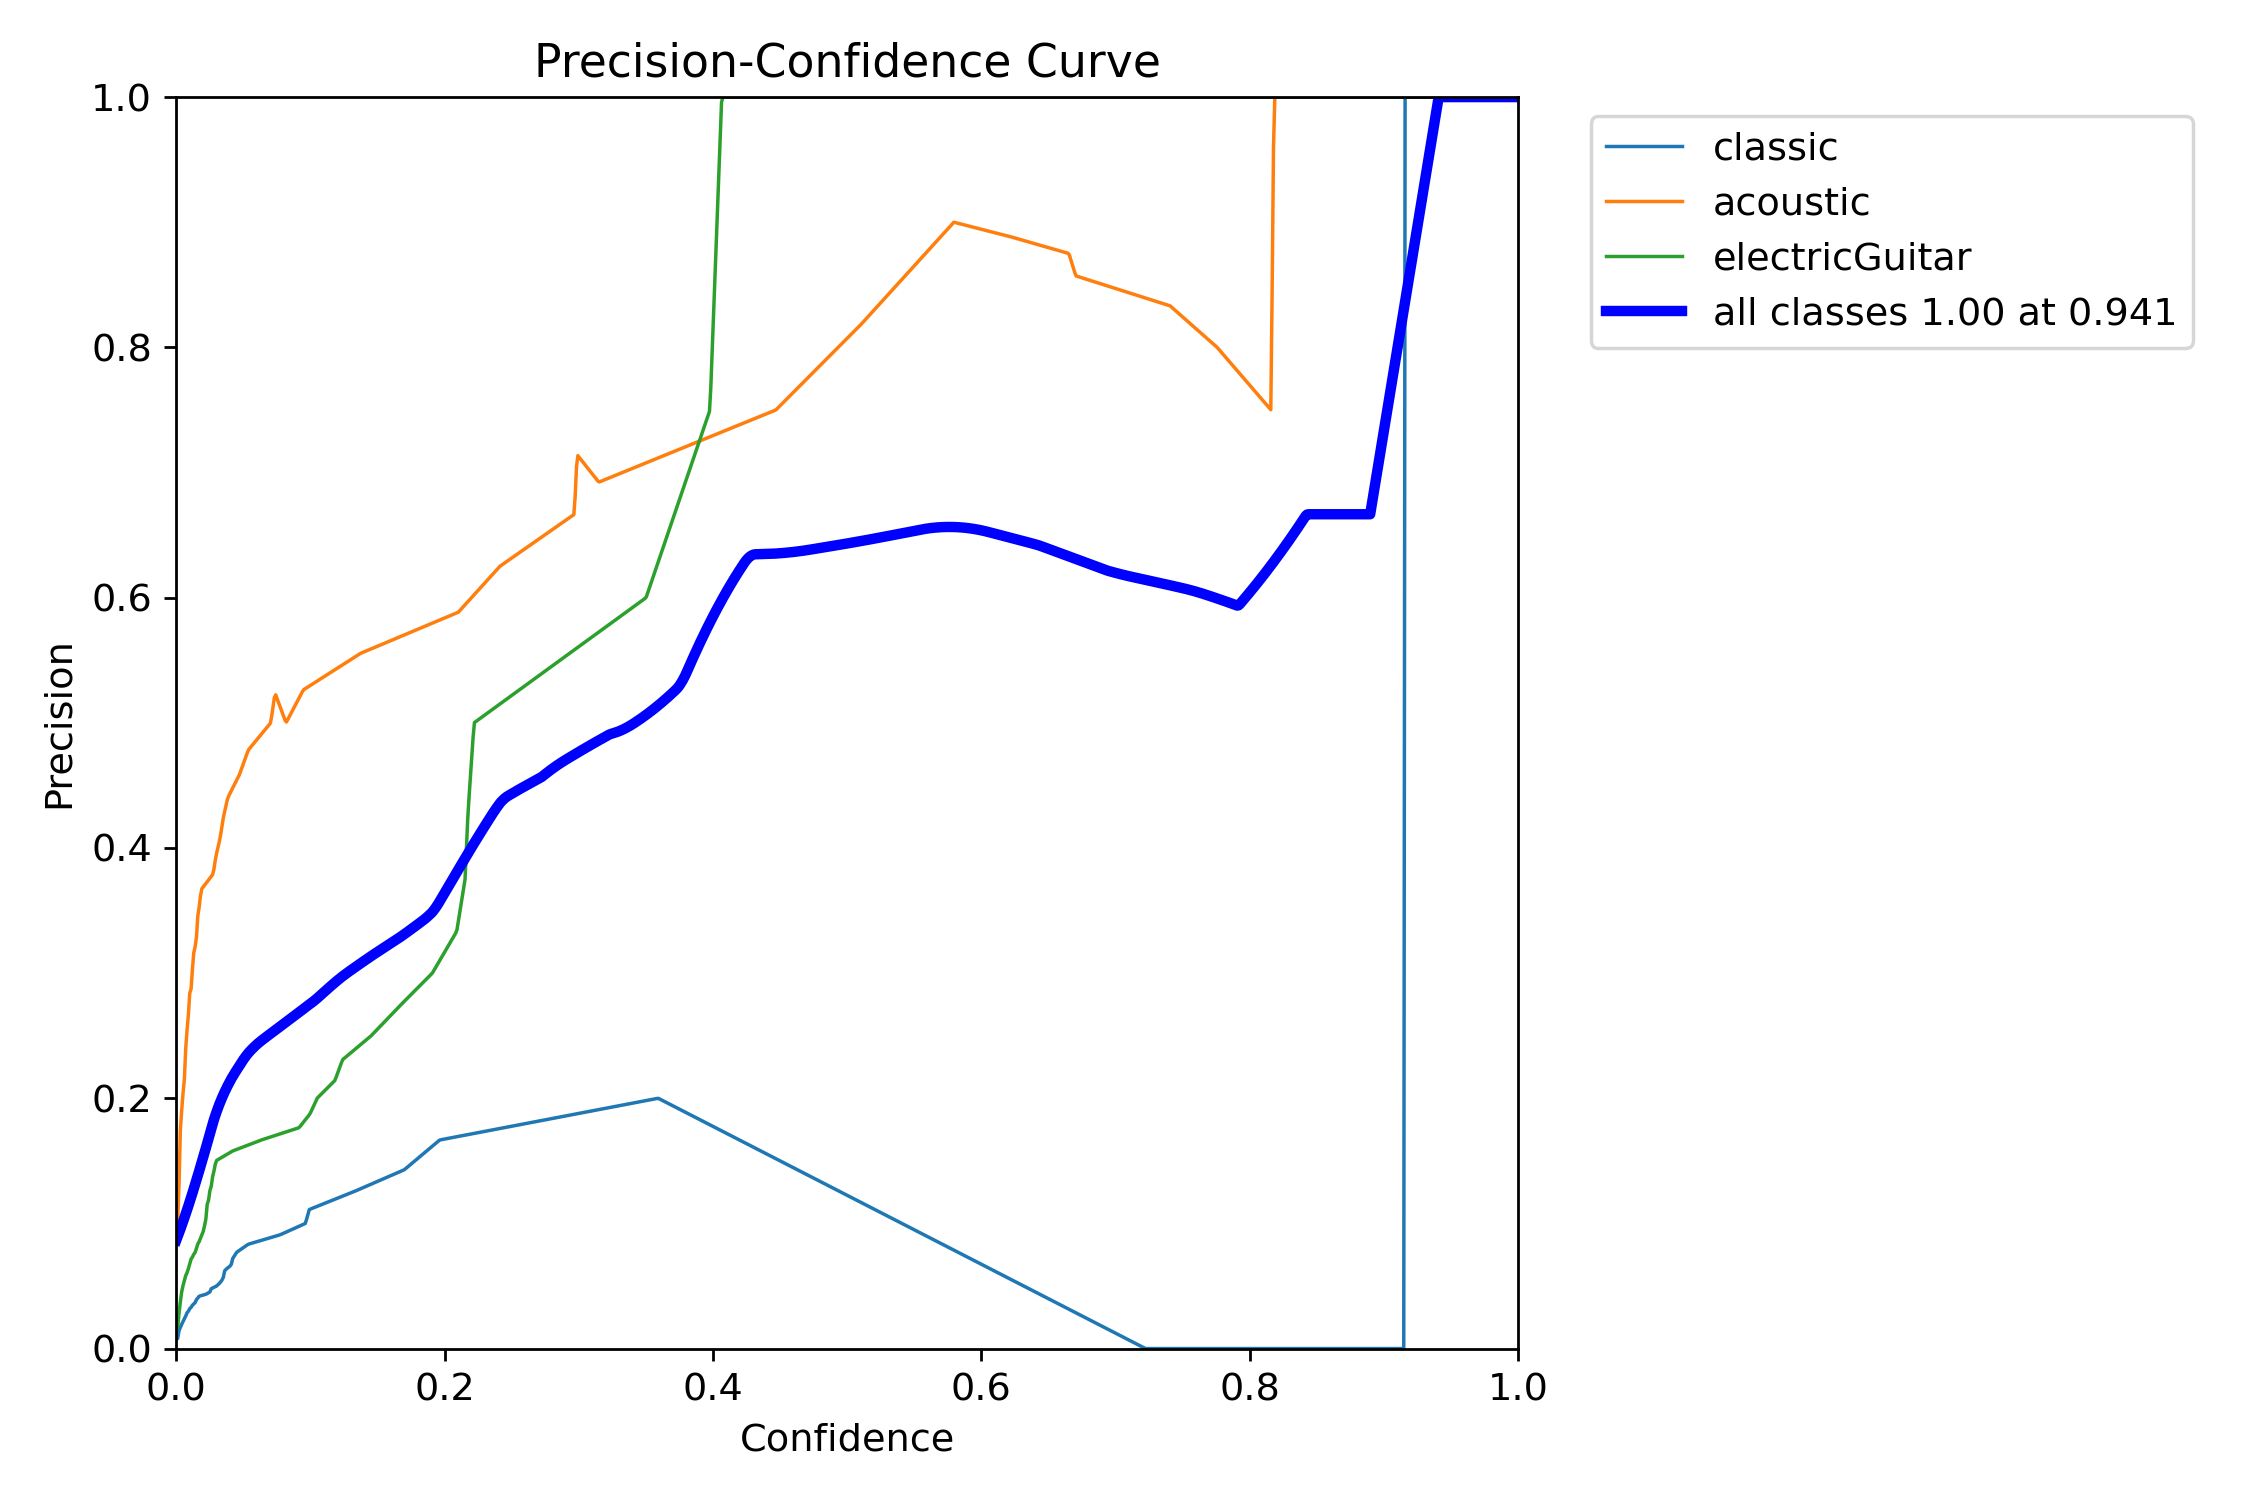 Precision-Confidence Curve
1.0
0.8
0.6
0.4
0.2
0.0
Precision
0.0 0.2 0.4 0.6 0.8 1.0
Confidence
classic
acoustic
electricGuitar
all classes 1.00 at 0.941